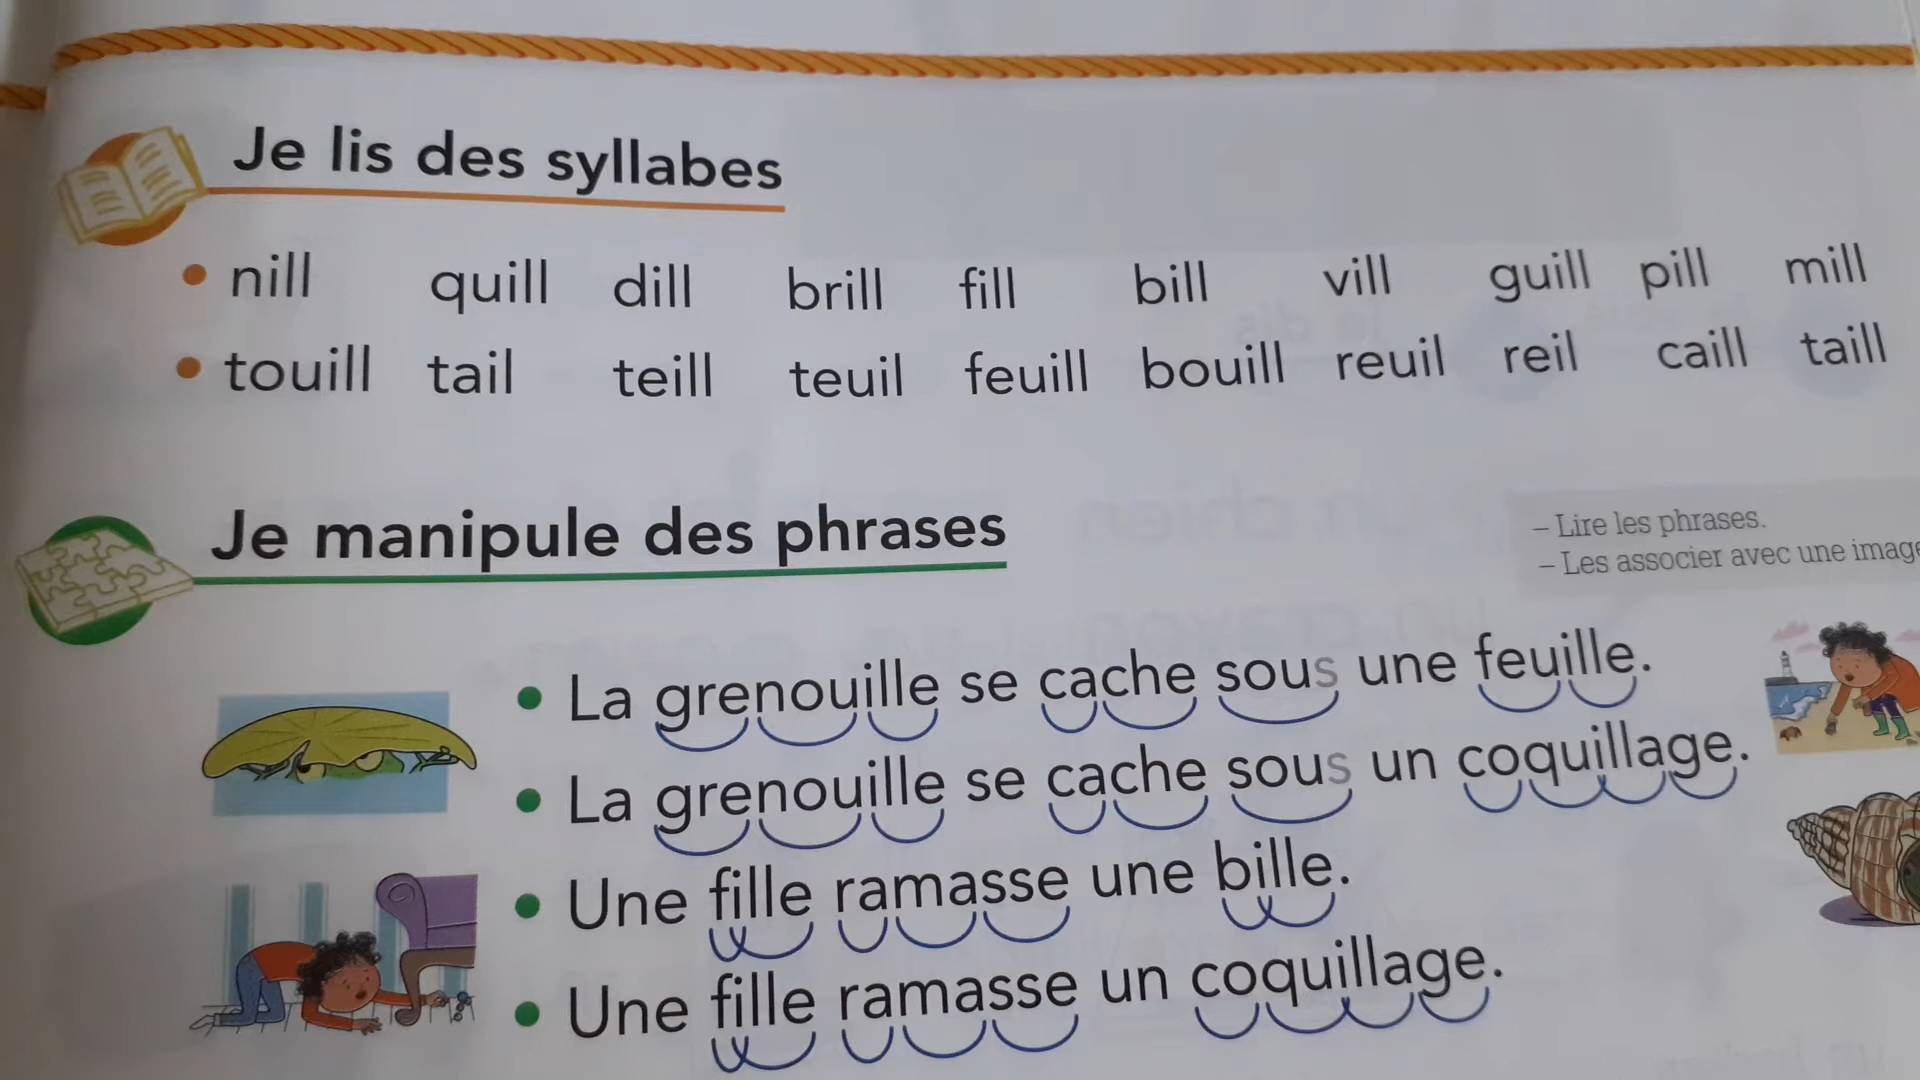 Je lis des syllabes
nill quill dill brill fill bill vill guill pill mill
touill tail teill teuil feuill bouill reuil reil caill taill
Je manipule des phrases
– Lire les phrases.
– Les associer avec une image
La grenouille se cache sous une feuille.
La grenouille se cache sous un coquillage.
Une fille ramasse une bille.
Une fille ramasse un coquillage.